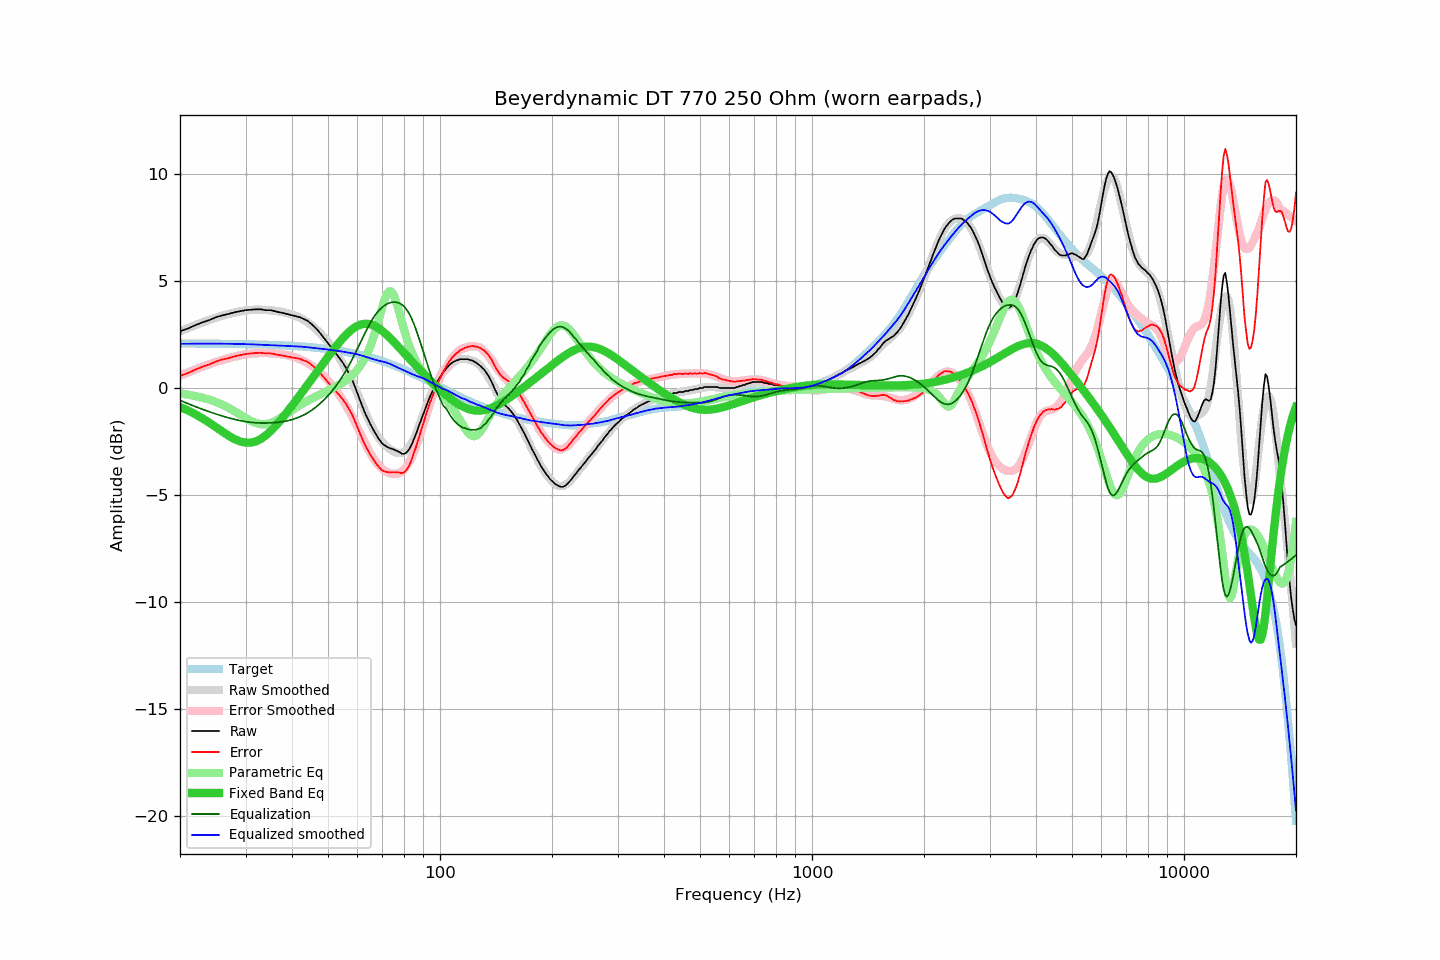 Beyerdynamic DT 770 250 Ohm (worn earpads,)
10
5
0
−5
−10
−15
−20
Amplitude (dBr)
Target
Raw Smoothed
Error Smoothed
Raw
Error
Parametric Eq
Fixed Band Eq
Equalization
Equalized smoothed
100
1000
10000
Frequency (Hz)